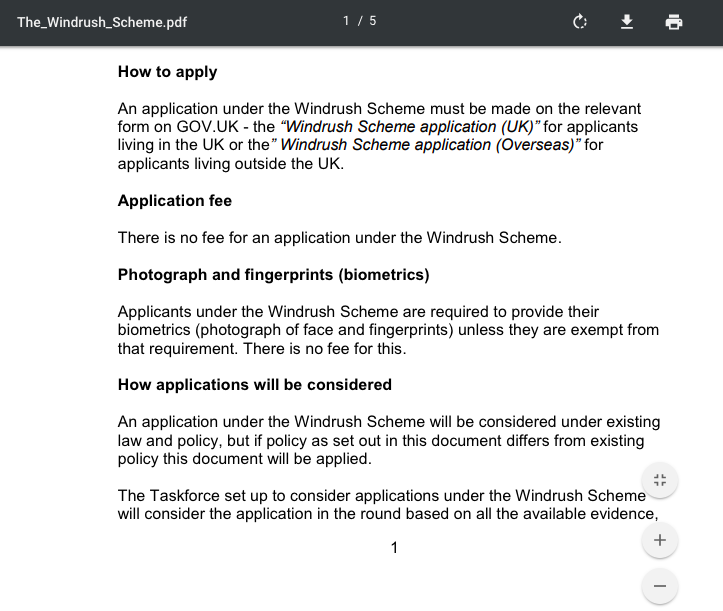 The_Windrush_Scheme.pdf
1 / 5
How to apply
An application under the Windrush Scheme must be made on the relevant
form on GOV.UK - the “Windrush Scheme application (UK)” for applicants
living in the UK or the” Windrush Scheme application (Overseas)” for
applicants living outside the UK.
Application fee
There is no fee for an application under the Windrush Scheme.
Photograph and fingerprints (biometrics)
Applicants under the Windrush Scheme are required to provide their
biometrics (photograph of face and fingerprints) unless they are exempt from
that requirement. There is no fee for this.
How applications will be considered
An application under the Windrush Scheme will be considered under existing
law and policy, but if policy as set out in this document differs from existing
policy this document will be applied.
The Taskforce set up to consider applications under the Windrush Scheme
will consider the application in the round based on all the available evidence,
1